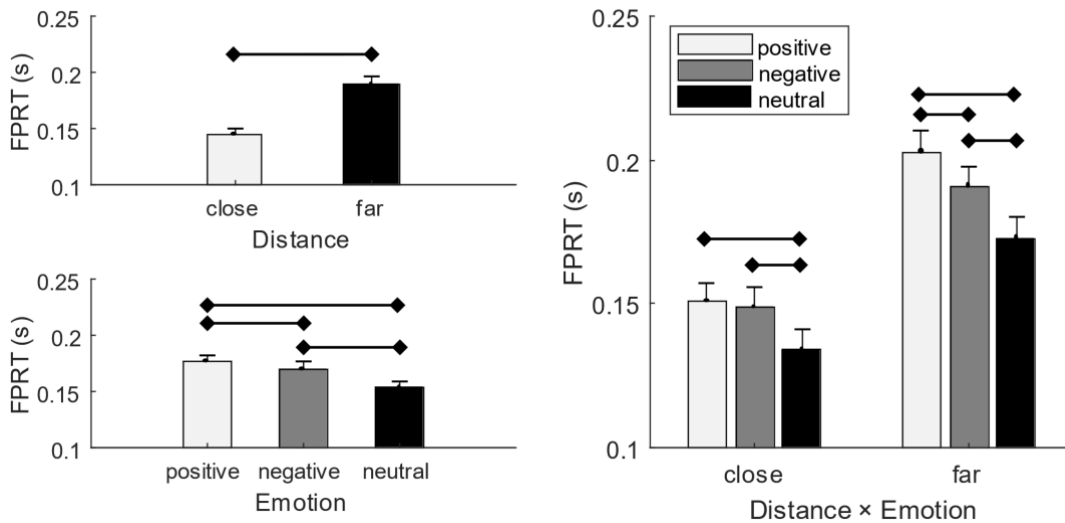 FPRT (s)
0.25
0.2
0.15
0.1
close far
Distance
FPRT (s)
0.25
0.2
0.15
0.1
positive negative neutral
Emotion
FPRT (s)
0.25
0.2
0.15
0.1
positive
negative
neutral
close far
Distance × Emotion